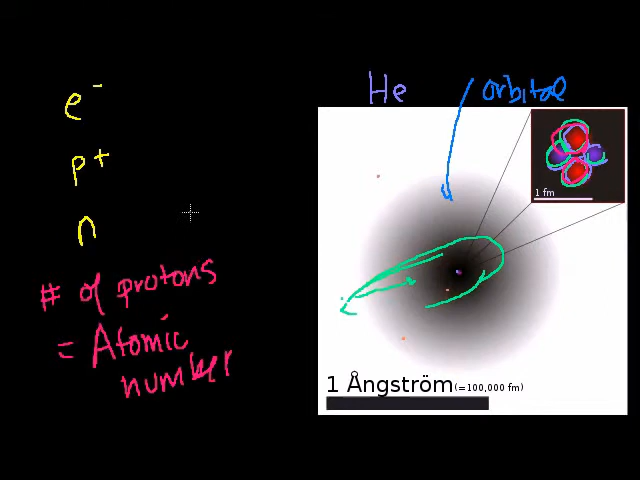 e⁻
p+
n
# of protons
= Atomic
number
He
orbital
1 fm
1 Ångström(=100,000 fm)